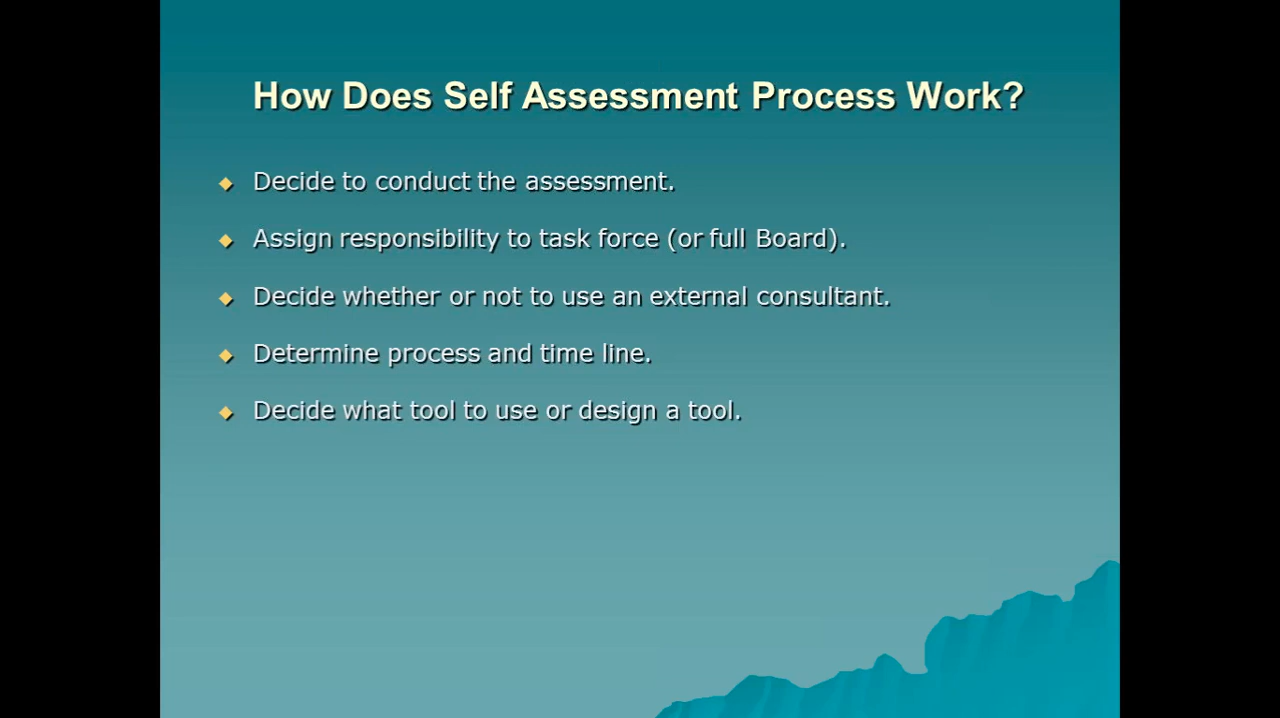 How Does Self Assessment Process Work?
Decide to conduct the assessment.
Assign responsibility to task force (or full Board).
Decide whether or not to use an external consultant.
Determine process and time line.
Decide what tool to use or design a tool.